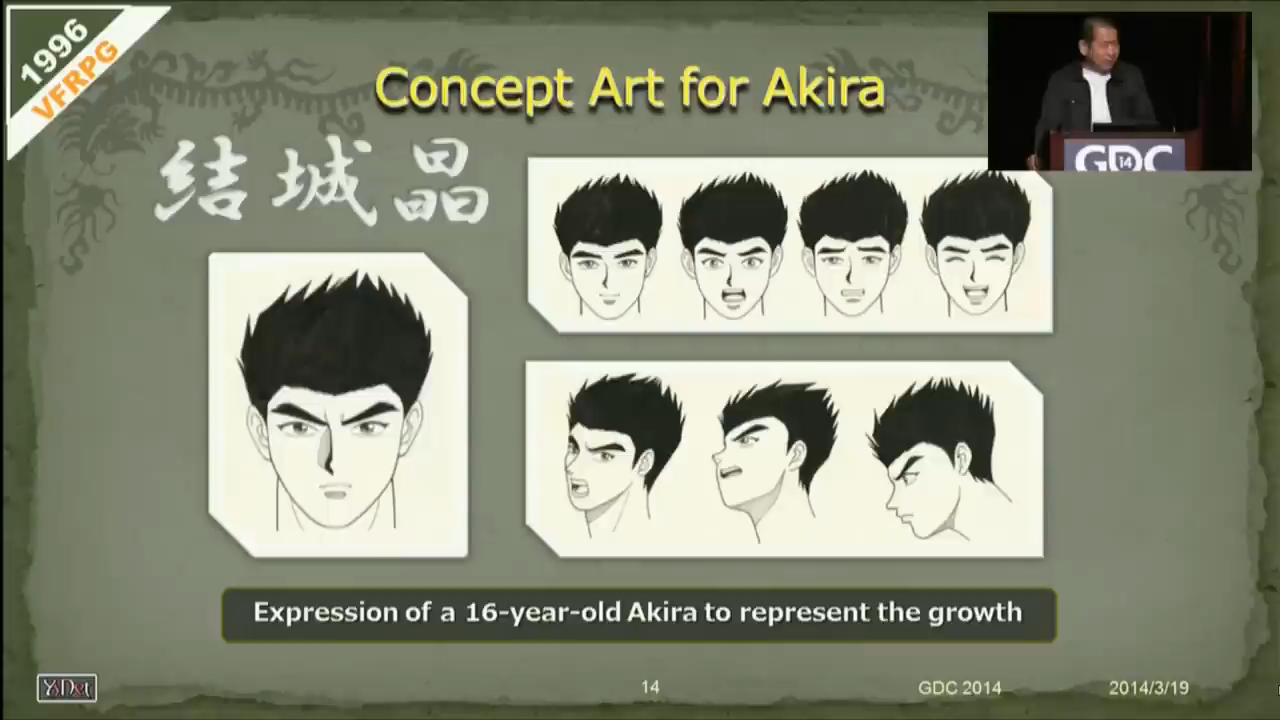 1996
VFRPG
Concept Art for Akira
結城晶
GDC
14
Expression of a 16-year-old Akira to represent the growth
14
GDC 2014
2014/3/19